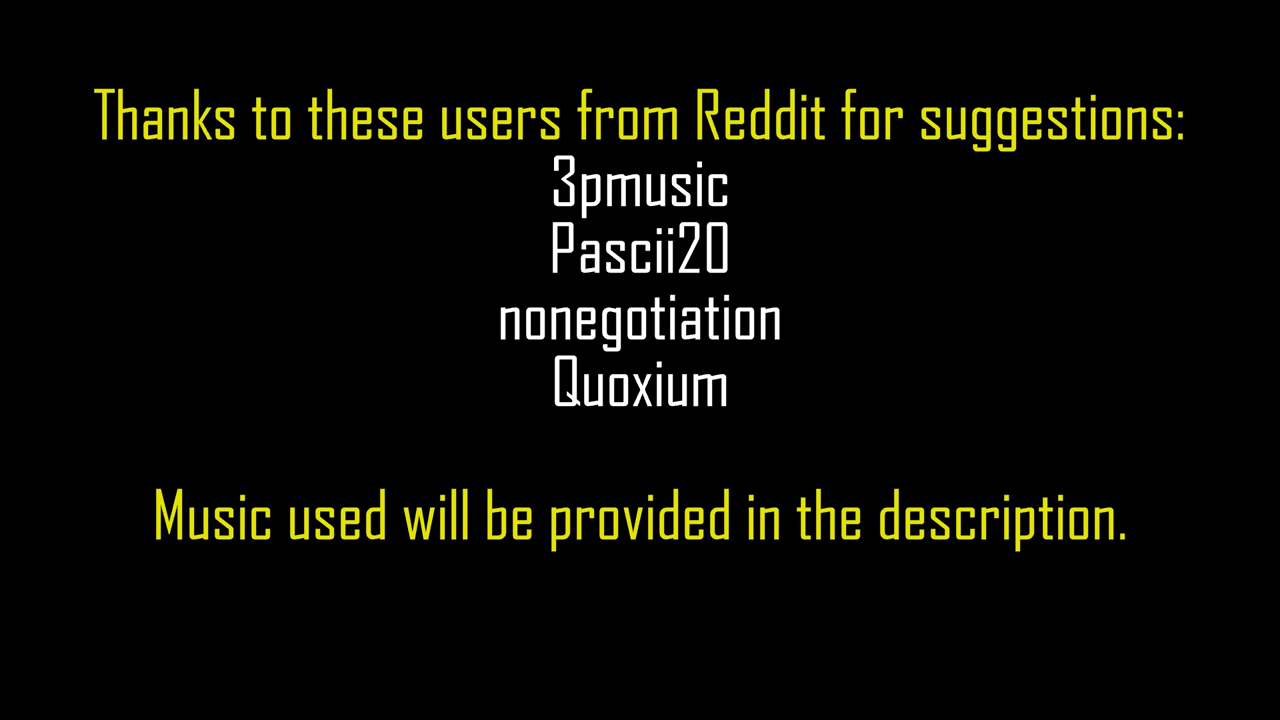 Thanks to these users from Reddit for suggestions:
3pmusic
Pascii20
nonegotiation
Quoxium
Music used will be provided in the description.